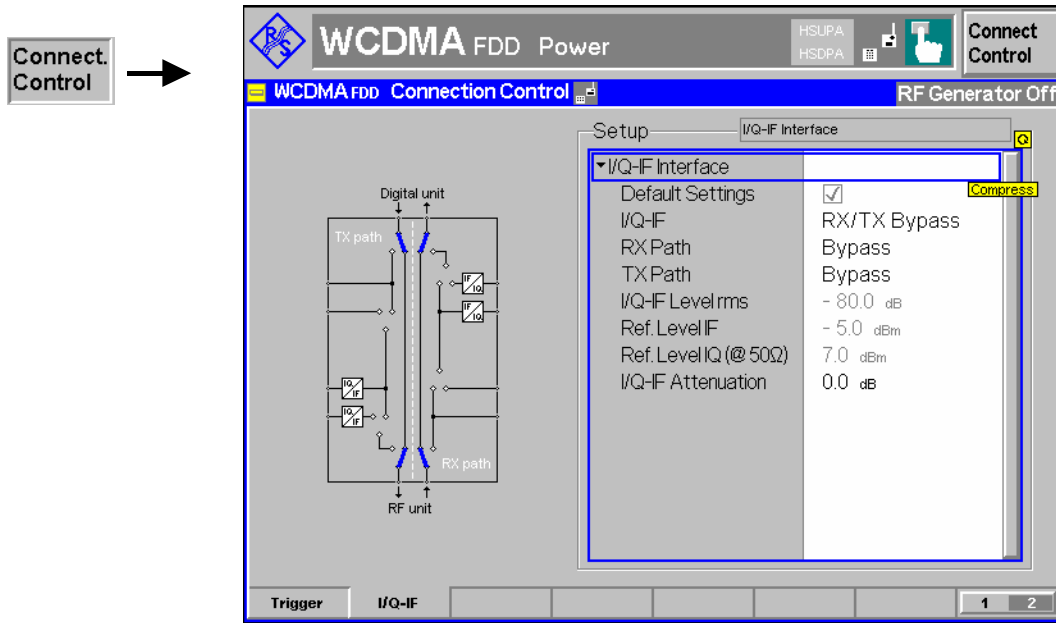 Connect.
Control
R S
WCDMA FDD Power
HSUPA
HSDPA
Connect
Control
WCDMA FDD Connection Control
RF Generator Off
Setup
I/Q-IF Interface
Q
I/Q-IF Interface
Compress
Default Settings
I/Q-IF RX/TX Bypass
RX Path Bypass
TX Path Bypass
I/Q-IF Level rms - 80.0 dB
Ref. Level IF - 5.0 dBm
Ref. Level IQ (@ 50Ω) 7.0 dBm
I/Q-IF Attenuation 0.0 dB
Digital unit
TX path
IF/IQ
IF/IQ
IQ/IF
IQ/IF
RX path
RF unit
Trigger I/Q-IF 1 2